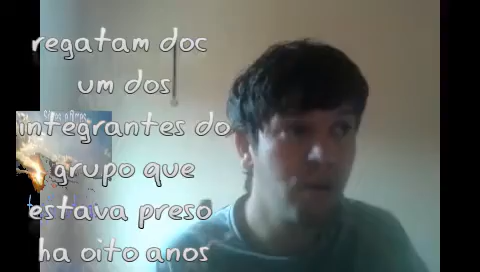 regatam doc
um dos
integrantes do
grupo que
estava preso
ha oito anos